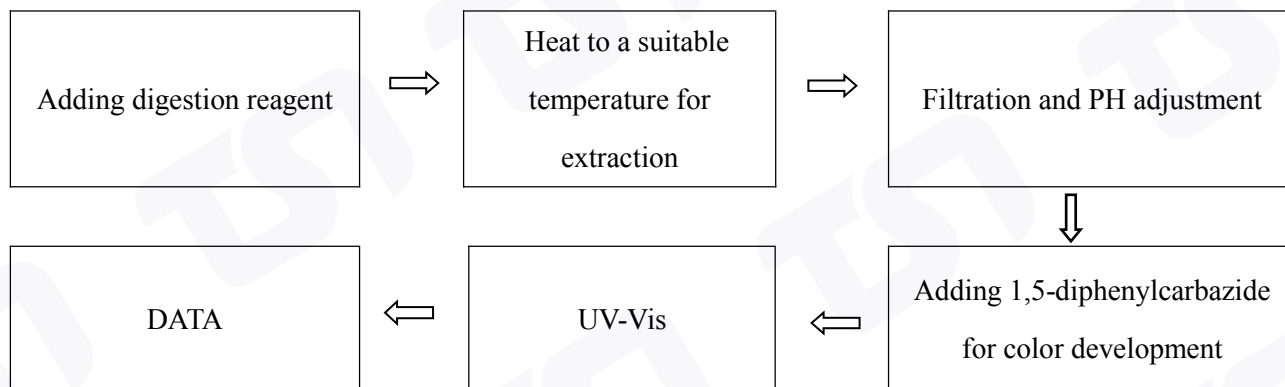 Adding digestion reagent
Heat to a suitable
temperature for
extraction
Filtration and PH adjustment
Adding 1,5-diphenylcarbazide
for color development
UV-Vis
DATA